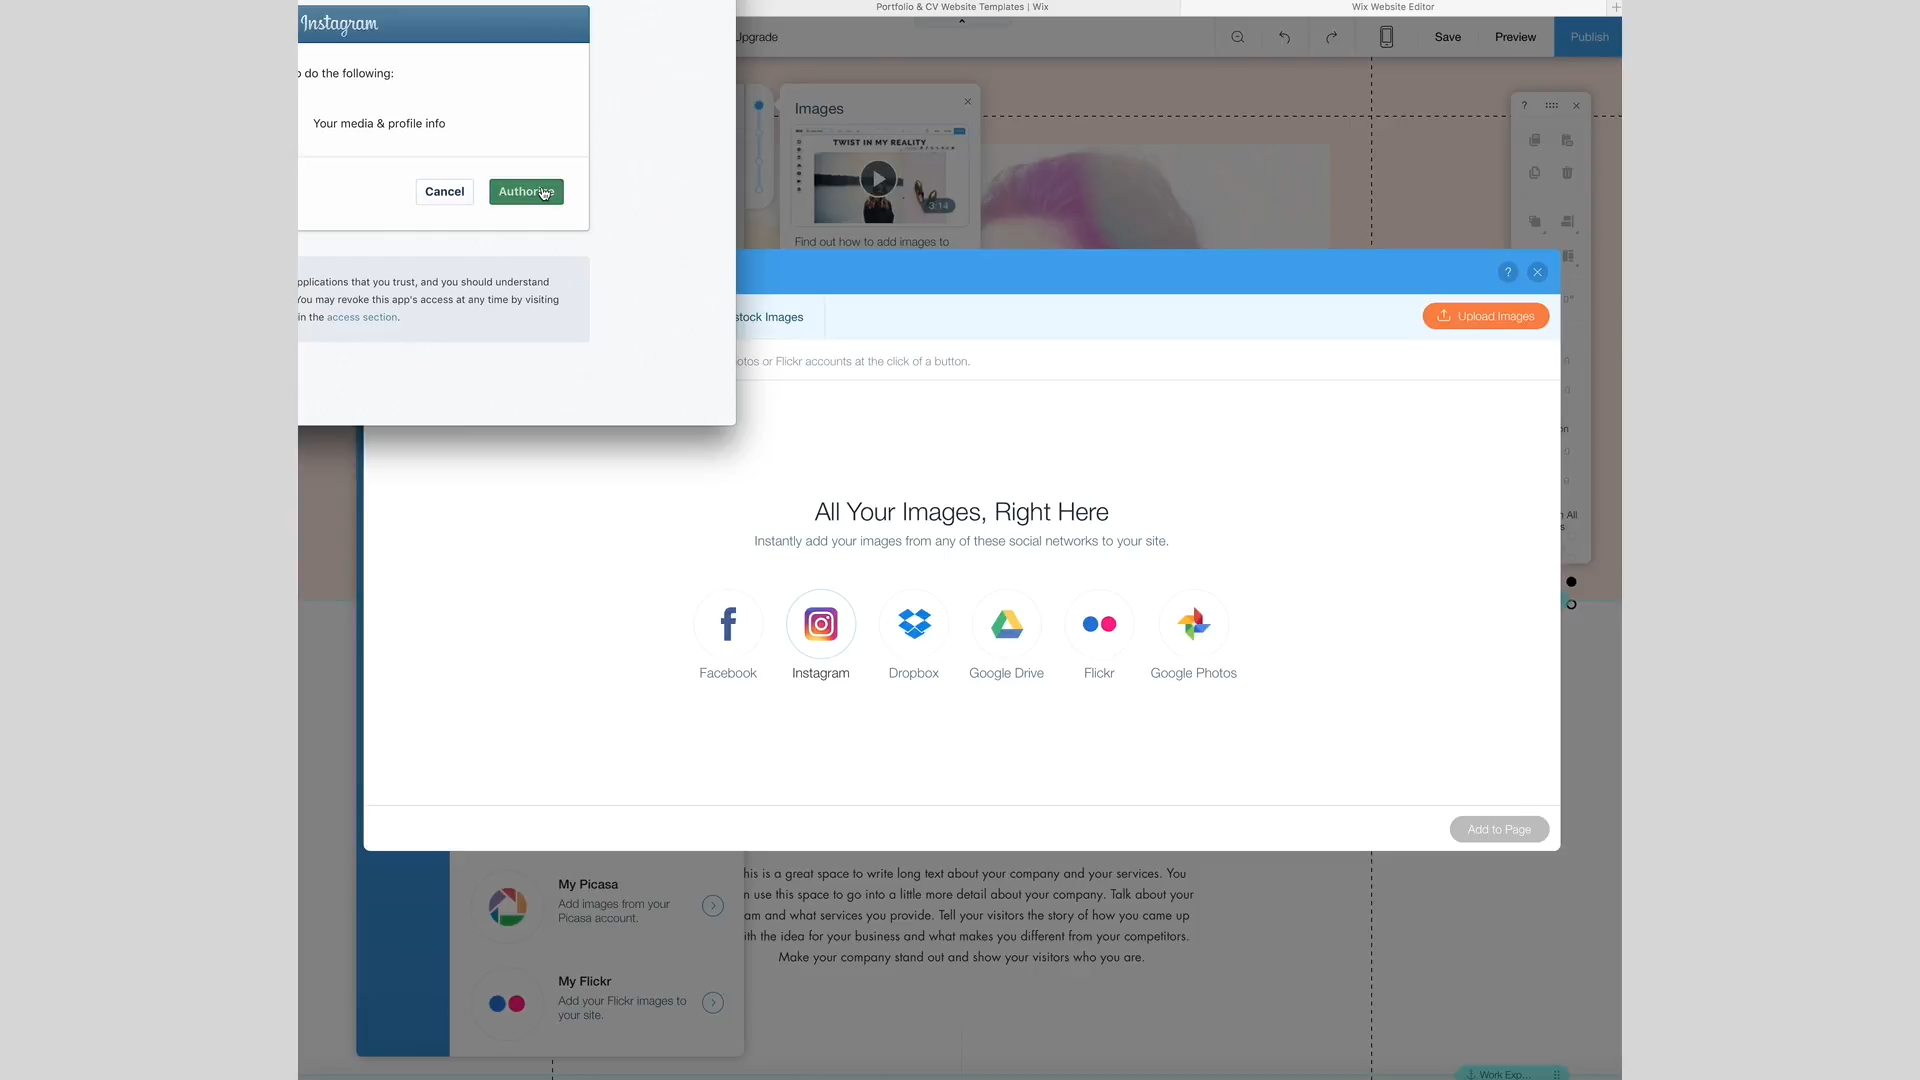 Portfolio & CV Website Templates | Wix
Wix Website Editor
Instagram
Upgrade
Save
Preview
Publish
do the following:
Your media & profile info
Cancel
Images
TWIST IN MY REALITY
3:14
Find out how to add images to
pplications that you trust, and you should understand
You may revoke this app's access at any time by visiting
in the access section.
stock Images
Upload Images
otos or Flickr accounts at the click of a button.
All Your Images, Right Here
Instantly add your images from any of these social networks to your site.
Facebook
Instagram
Dropbox
Google Drive
Flickr
Google Photos
Add to Page
My Picasa
Add images from your
Picasa account.
My Flickr
Add your Flickr images to
your site.
his is a great space to write long text about your company and your services. You
n use this space to go into a little more detail about your company. Talk about your
am and what services you provide. Tell your visitors the story of how you came up
ith the idea for your business and what makes you different from your competitors.
Make your company stand out and show your visitors who you are.
Work Exp...